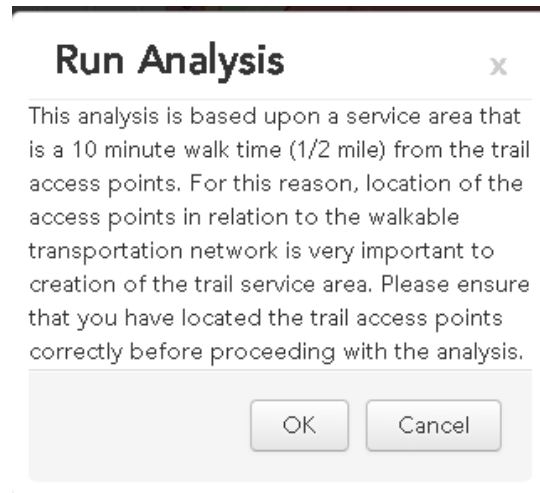 Run Analysis
x
This analysis is based upon a service area that
is a 10 minute walk time (1/2 mile) from the trail
access points. For this reason, location of the
access points in relation to the walkable
transportation network is very important to
creation of the trail service area. Please ensure
that you have located the trail access points
correctly before proceeding with the analysis.
OK
Cancel